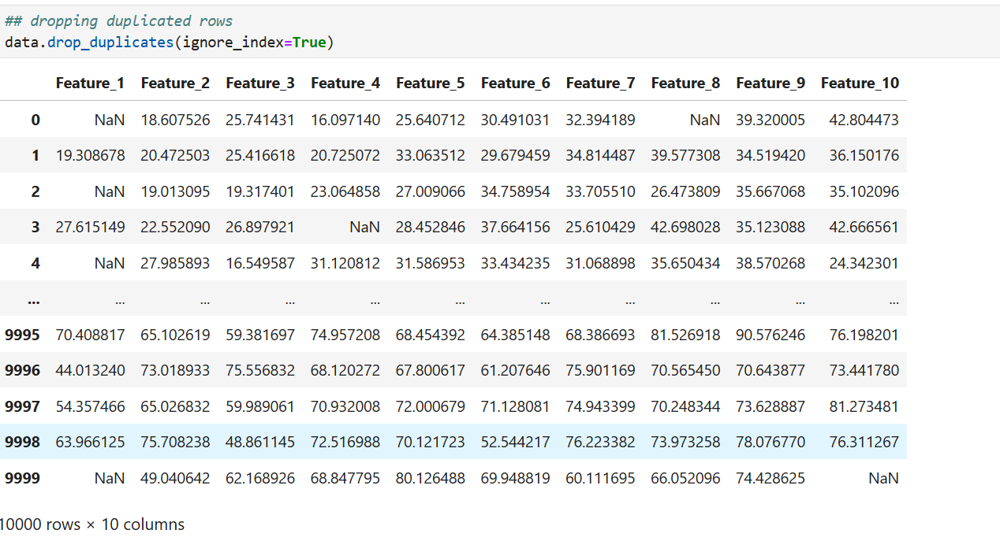 ## dropping duplicated rows
data.drop_duplicates(ignore_index=True)
Feature_1 Feature_2 Feature_3 Feature_4 Feature_5 Feature_6 Feature_7 Feature_8 Feature_9 Feature_10
0 NaN 18.607526 25.741431 16.097140 25.640712 30.491031 32.394189 NaN 39.320005 42.804473
1 19.308678 20.472503 25.416618 20.725072 33.063512 29.679459 34.814487 39.577308 34.519420 36.150176
2 NaN 19.013095 19.317401 23.064858 27.009066 34.758954 33.705510 26.473809 35.667068 35.102096
3 27.615149 22.552090 26.897921 NaN 28.452846 37.664156 25.610429 42.698028 35.123088 42.666561
4 NaN 27.985893 16.549587 31.120812 31.586953 33.434235 31.068898 35.650434 38.570268 24.342301
... ... ... ... ... ... ... ... ... ... ...
9995 70.408817 65.102619 59.381697 74.957208 68.454392 64.385148 68.386693 81.526918 90.576246 76.198201
9996 44.013240 73.018933 75.556832 68.120272 67.800617 61.207646 75.901169 70.565450 70.643877 73.441780
9997 54.357466 65.026832 59.989061 70.932008 72.000679 71.128081 74.943399 70.248344 73.628887 81.273481
9998 63.966125 75.708238 48.861145 72.516988 70.121723 52.544217 76.223382 73.973258 78.076770 76.311267
9999 NaN 49.040642 62.168926 68.847795 80.126488 69.948819 60.111695 66.052096 74.428625 NaN
10000 rows × 10 columns